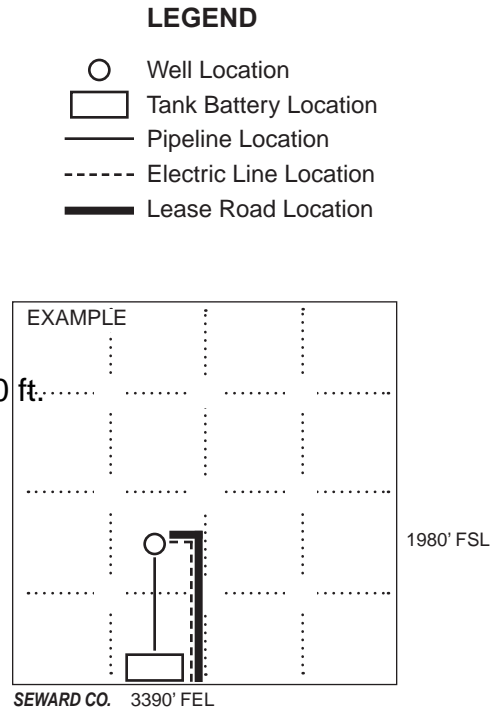 LEGEND
Well Location
Tank Battery Location
Pipeline Location
Electric Line Location
Lease Road Location
EXAMPLE
0 ft.
1980' FSL
SEWARD CO. 3390' FEL